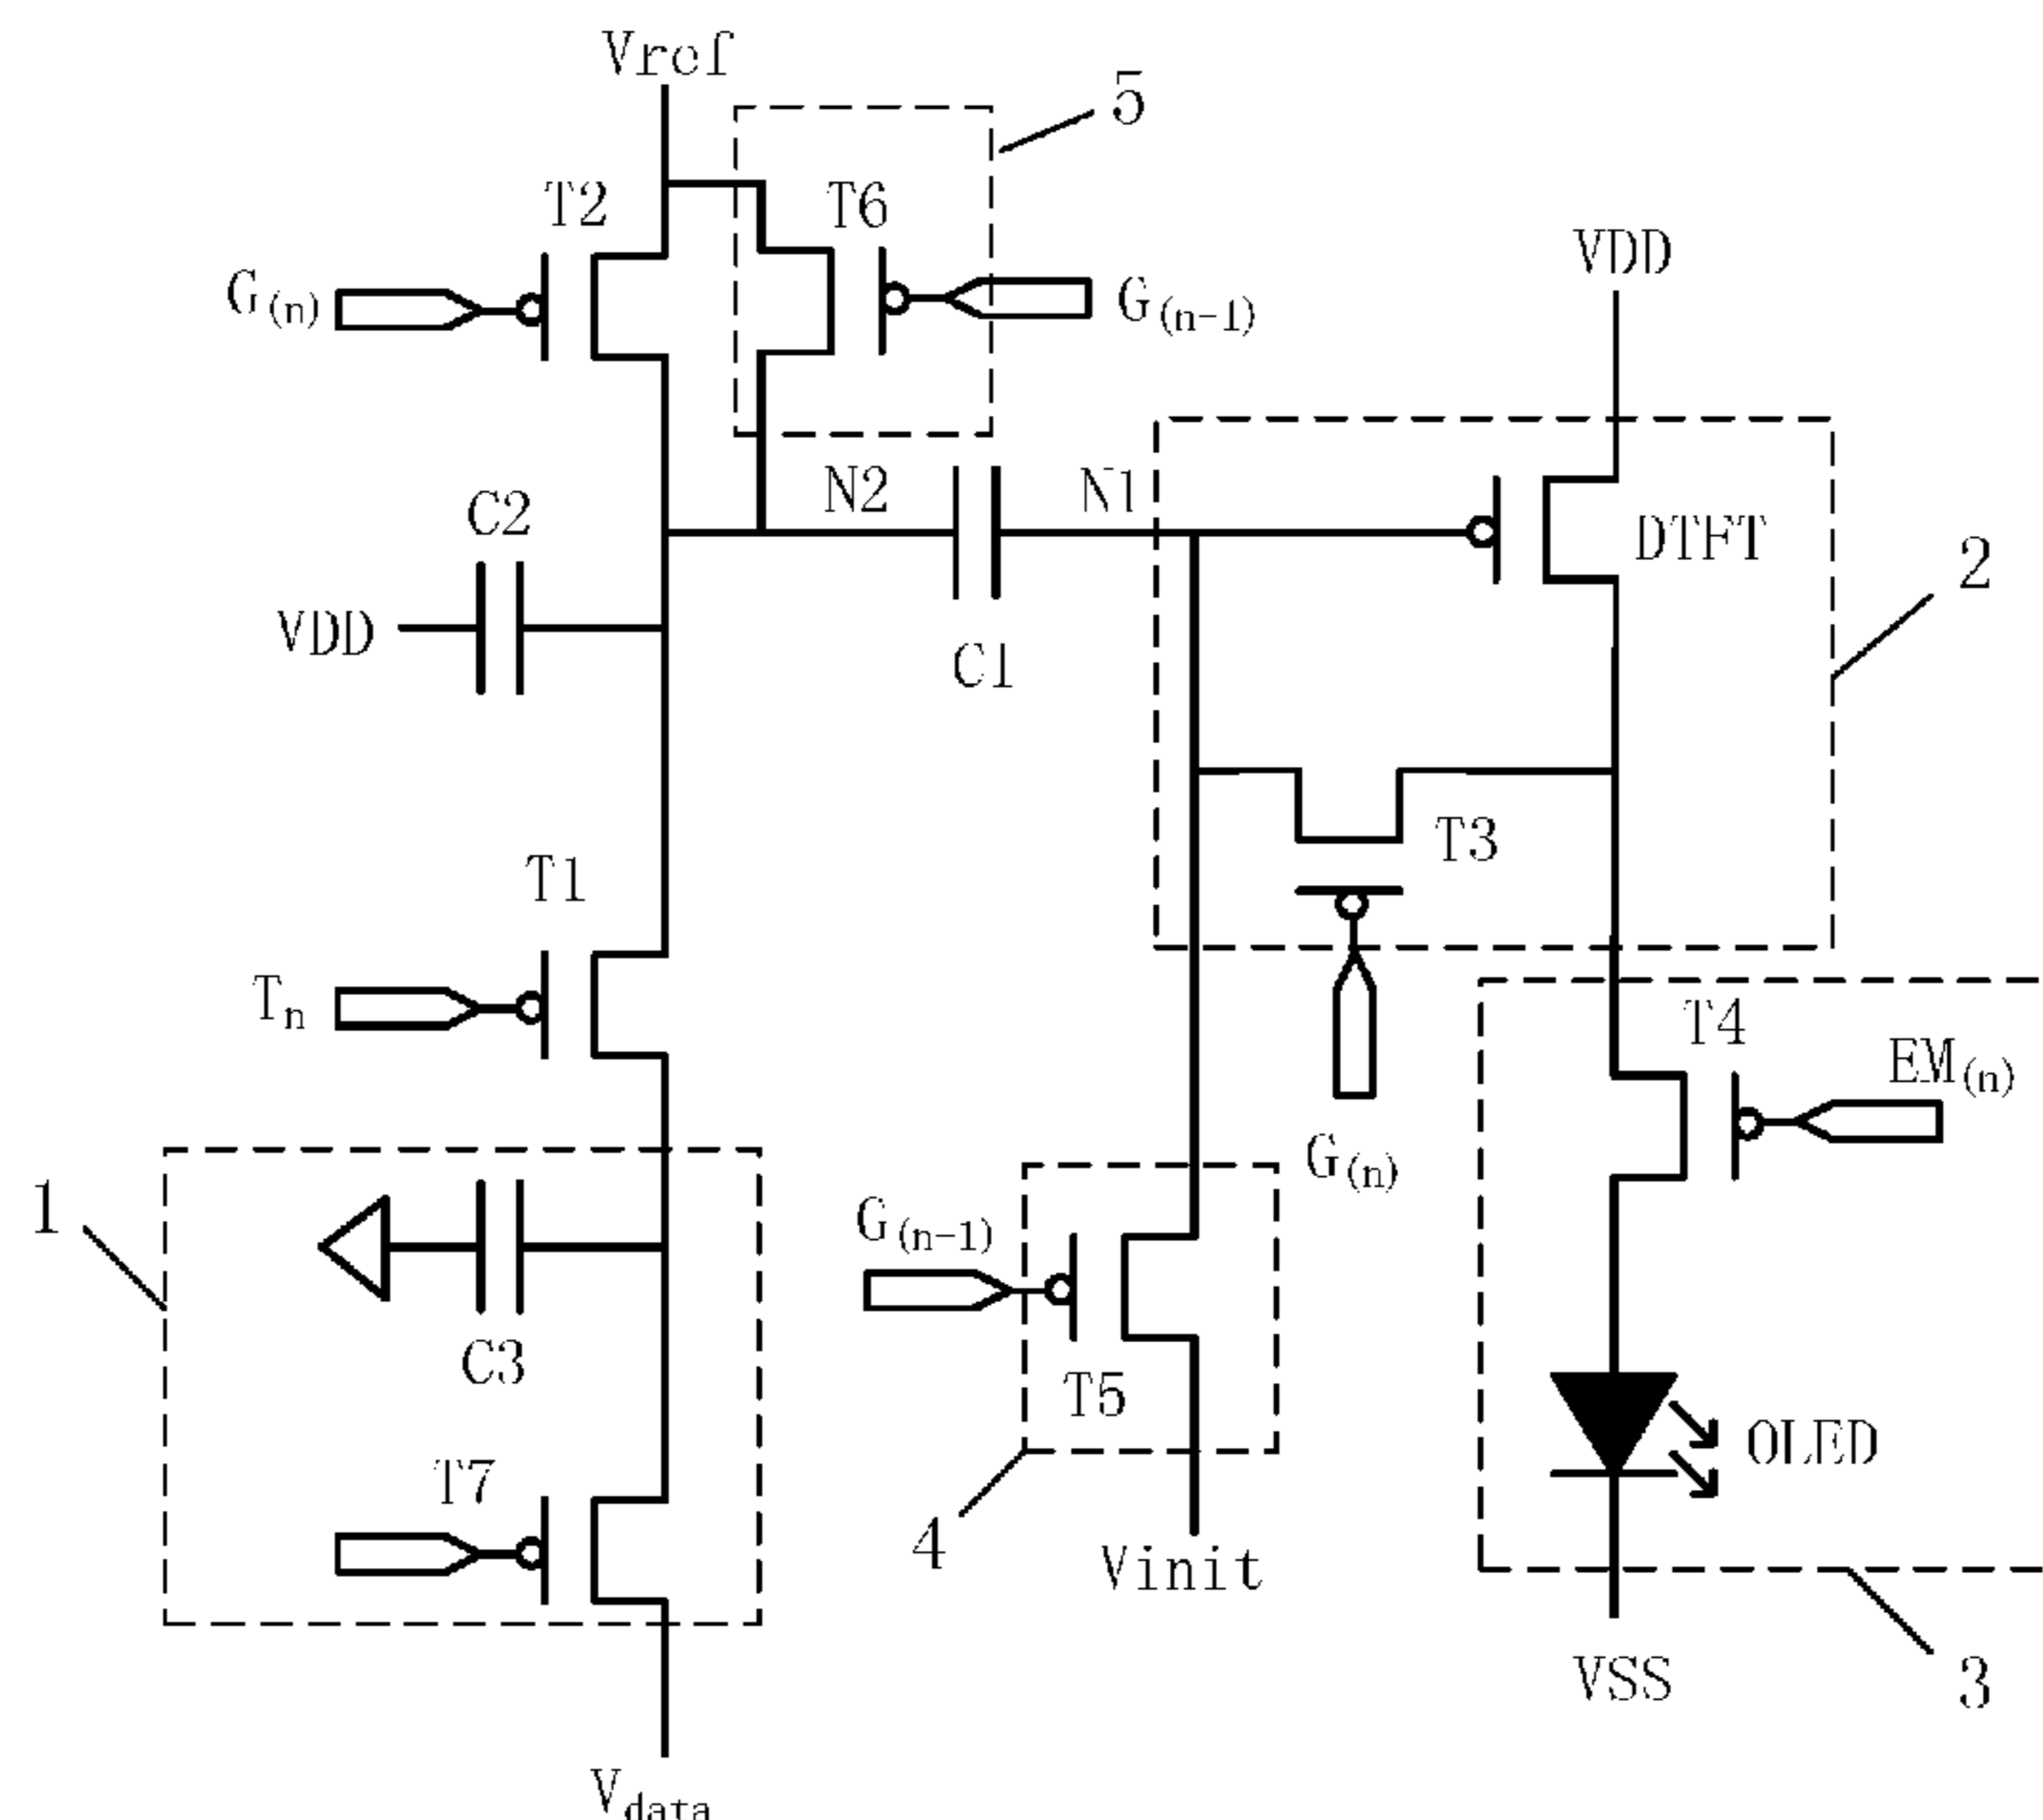 Vref
5
T2
T6
G(n)
G(n-1)
VDD
N2
N1
C2
DTFT
2
VDD
C1
T1
T3
Tn
T4
EM(n)
G(n)
1
G(n-1)
C3
T5
OLED
T7
4
Vinit
VSS
3
Vdata